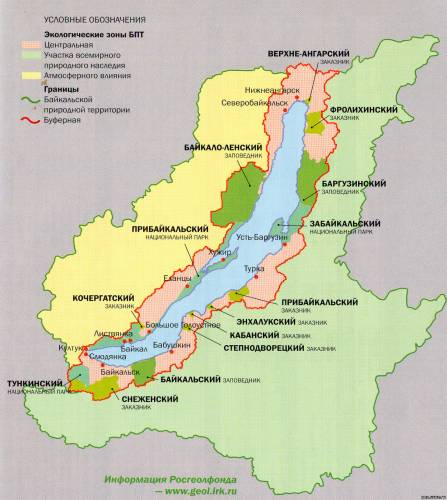 УСЛОВНЫЕ ОБОЗНАЧЕНИЯ
Экологические зоны БПТ
Центральная
Участка всемирного
природного наследия
Атмосферного влияния
Границы
Байкальской
природной территории
Буферная
ВЕРХНЕ-АНГАРСКИЙ
ЗАКАЗНИК
Нижнеангарск
Северобайкальск
ФРОЛИХИНСКИЙ
ЗАКАЗНИК
БАЙКАЛО-ЛЕНСКИЙ
ЗАПОВЕДНИК
БАРГУЗИНСКИЙ
ЗАПОВЕДНИК
ЗАБАЙКАЛЬСКИЙ
НАЦИОНАЛЬНЫЙ ПАРК
ПРИБАЙКАЛЬСКИЙ
НАЦИОНАЛЬНЫЙ ПАРК
Усть-Баргузин
Хужир
Турка
Еланцы
КОЧЕРГАТСКИЙ
ЗАКАЗНИК
ПРИБАЙКАЛЬСКИЙ
ЗАКАЗНИК
ЭНХАЛУКСКИЙ ЗАКАЗНИК
Большое Голоустное
КАБАНСКИЙ ЗАКАЗНИК
Листвянка
Байкал
Бабушкин
СТЕПНОДВОРЕЦКИЙ ЗАКАЗНИК
Култук
Слюдянка
Байкальск
БАЙКАЛЬСКИЙ ЗАПОВЕДНИК
ТУНКИНСКИЙ
НАЦИОНАЛЬНЫЙ ПАРК
СНЕЖЕНСКИЙ
ЗАКАЗНИК
Информация Росгеолфонда
— www.geol.irk.ru